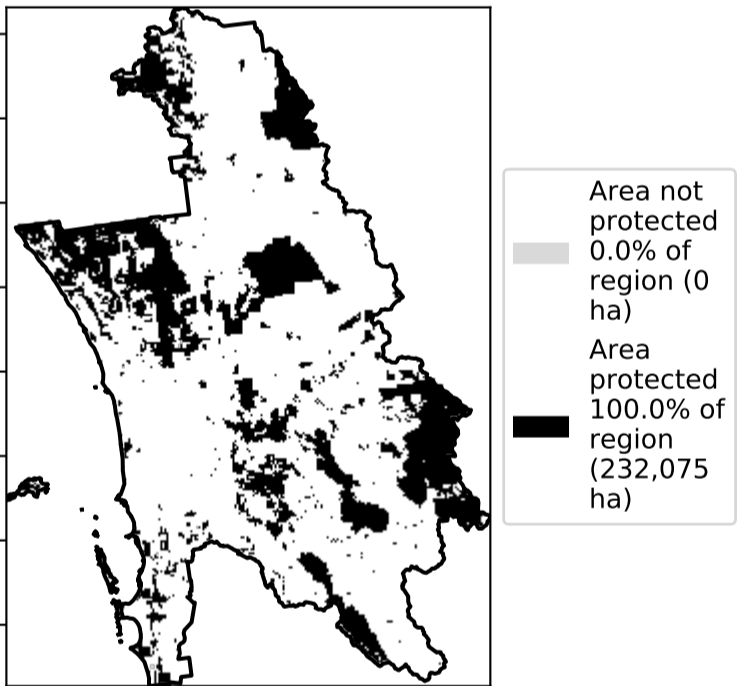 Area not
protected
0.0% of
region (0
ha)
Area
protected
100.0% of
region
(232,075
ha)